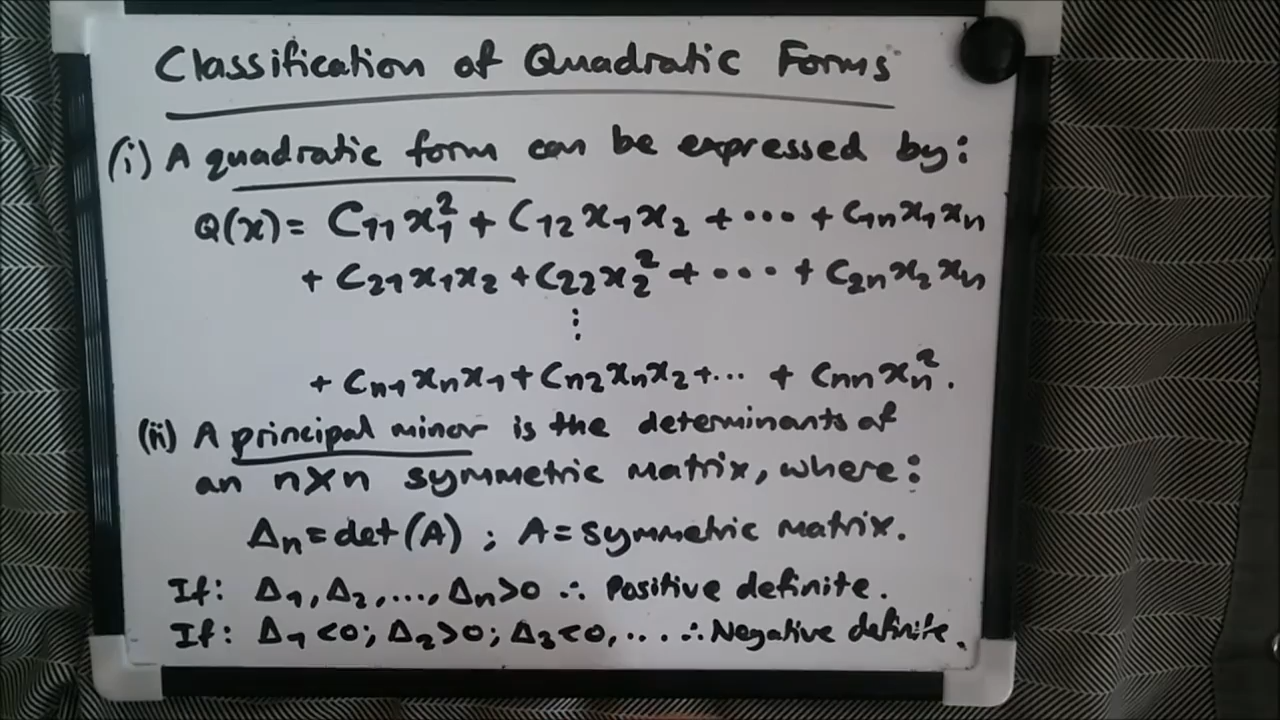 Classification of Quadratic Forms
(i) A quadratic form can be expressed by:
Q(x) = C₁₁x₁² + C₁₂x₁x₂ + ••• + C₁ₙx₁xₙ
+ C₂₁x₁x₂ + C₂₂x₂² + ••• + C₂ₙx₂xₙ
⋮
+ Cₙ₁xₙx₁ + Cₙ₂xₙx₂ + ... + Cₙₙxₙ².
(ii) A principal minor is the determinants of
an n×n symmetric matrix, where:
Δₙ = det(A) ; A = symmetric matrix.
If: Δ₁, Δ₂, ..., Δₙ > 0 ∴ Positive definite.
If: Δ₁ < 0; Δ₂ > 0; Δ₃ < 0, ... ∴ Negative definite.